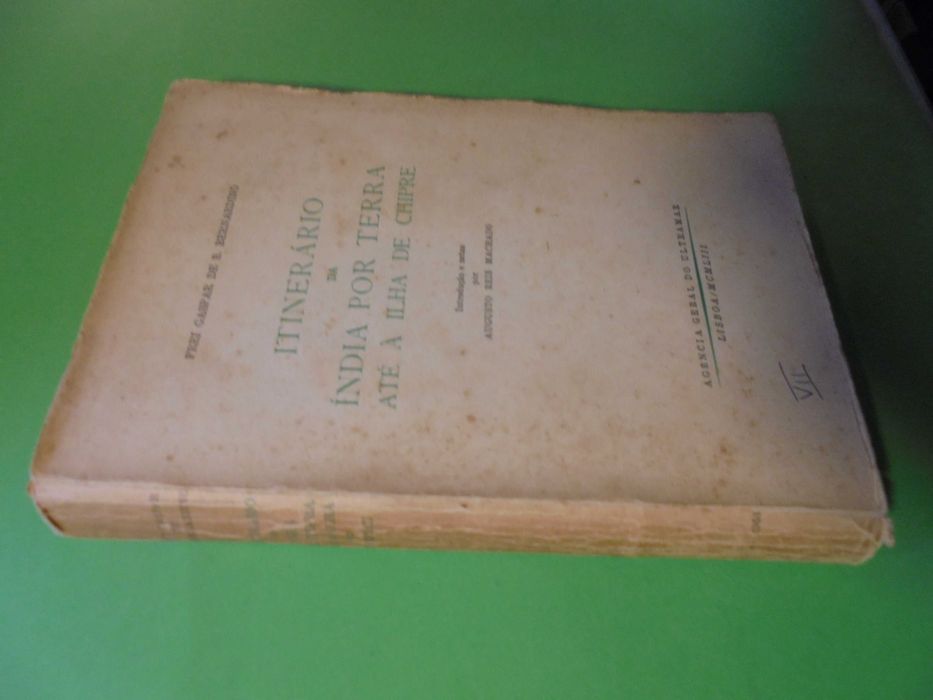 FREI GASPAR DE S. BERNARDINO
ITINERÁRIO
DA
ÍNDIA POR TERRA
ATÉ À ILHA DE CHIPRE
Introdução e notas
por
AUGUSTO REIS MACHADO
AGÊNCIA GERAL DO ULTRAMAR
LISBOA/MCMLIII
VII